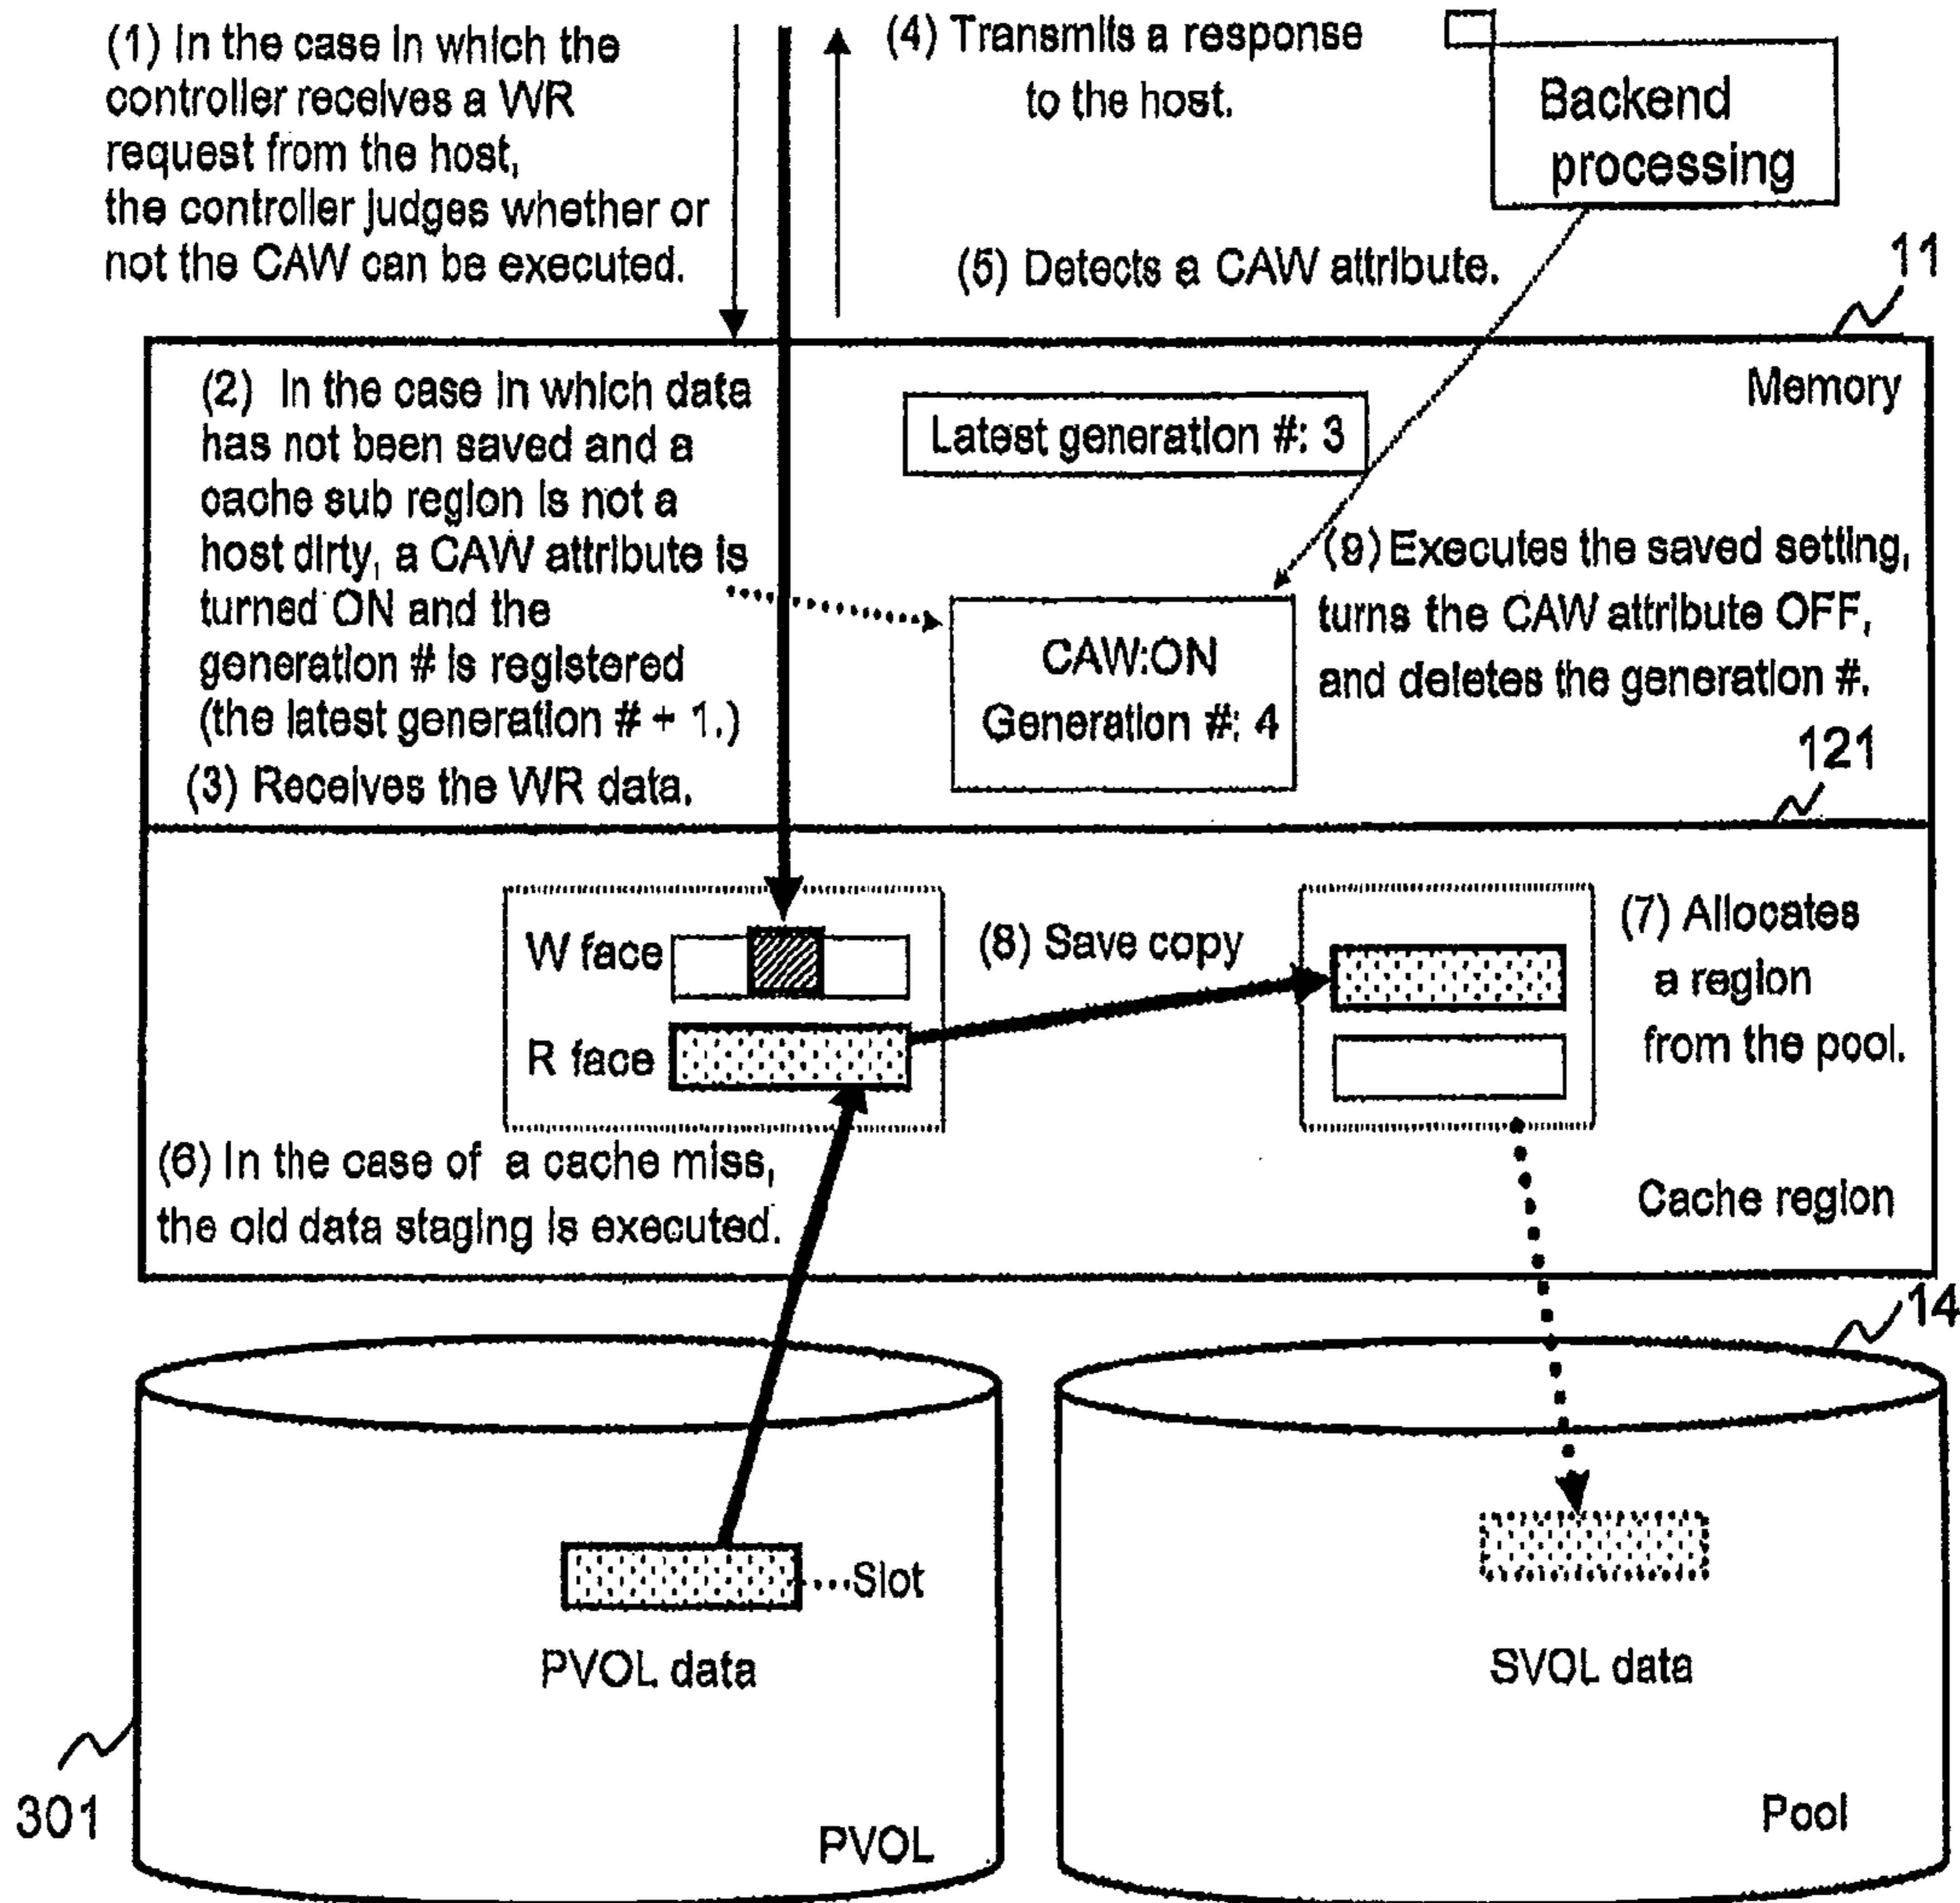 (1) In the case in which the
controller receives a WR
request from the host,
the controller judges whether or
not the CAW can be executed.
(4) Transmits a response
to the host.
Backend
processing
(5) Detects a CAW attribute.
11
Memory
(2) In the case in which data
has not been saved and a
cache sub region is not a
host dirty, a CAW attribute is
turned ON and the
generation # is registered
(the latest generation # + 1.)
(3) Receives the WR data.
Latest generation #: 3
CAW:ON
Generation #: 4
(9) Executes the saved setting,
turns the CAW attribute OFF,
and deletes the generation #.
121
W face
R face
(8) Save copy
(7) Allocates
a region
from the pool.
(6) In the case of a cache miss,
the old data staging is executed.
Cache region
14
Slot
PVOL data
SVOL data
301
PVOL
Pool